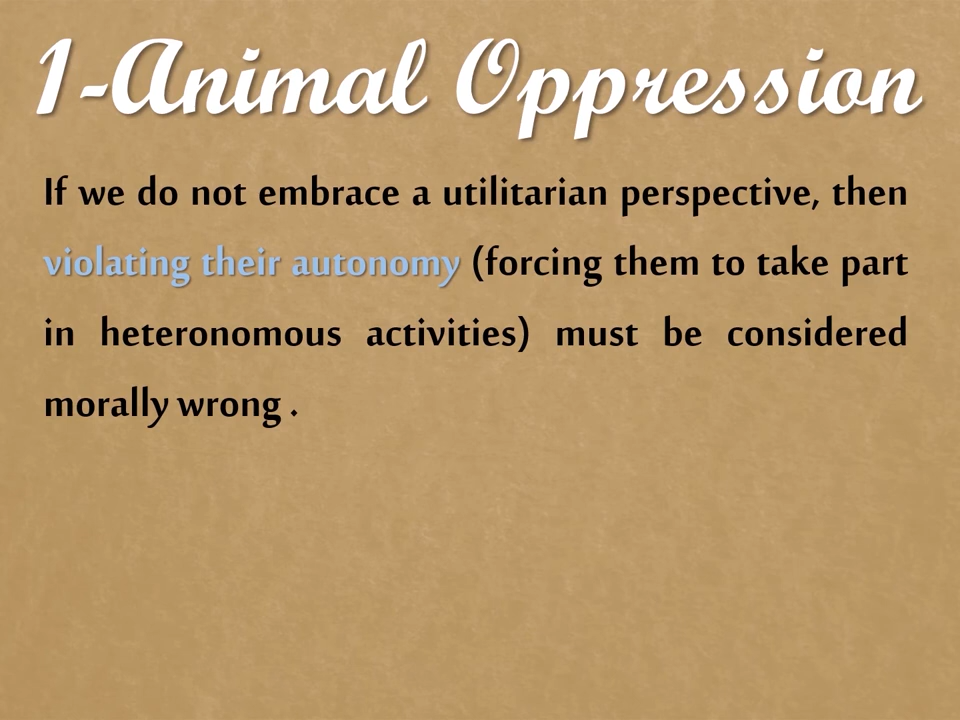 1-Animal Oppression
If we do not embrace a utilitarian perspective, then
violating their autonomy (forcing them to take part
in heteronomous activities) must be considered
morally wrong .